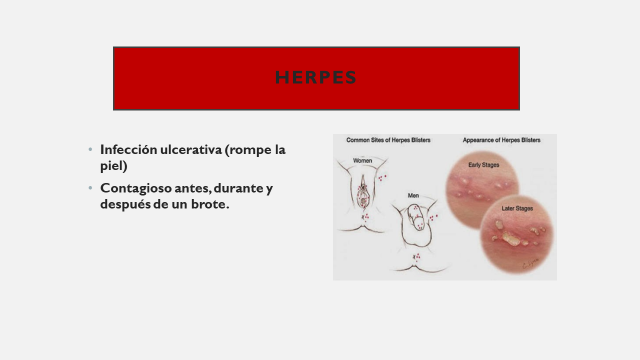 HERPES
• Infección ulcerativa (rompe la
piel)
• Contagioso antes, durante y
después de un brote.
Common Sites of Herpes Blisters
Appearance of Herpes Blisters
Women
Men
Early Stages
Later Stages